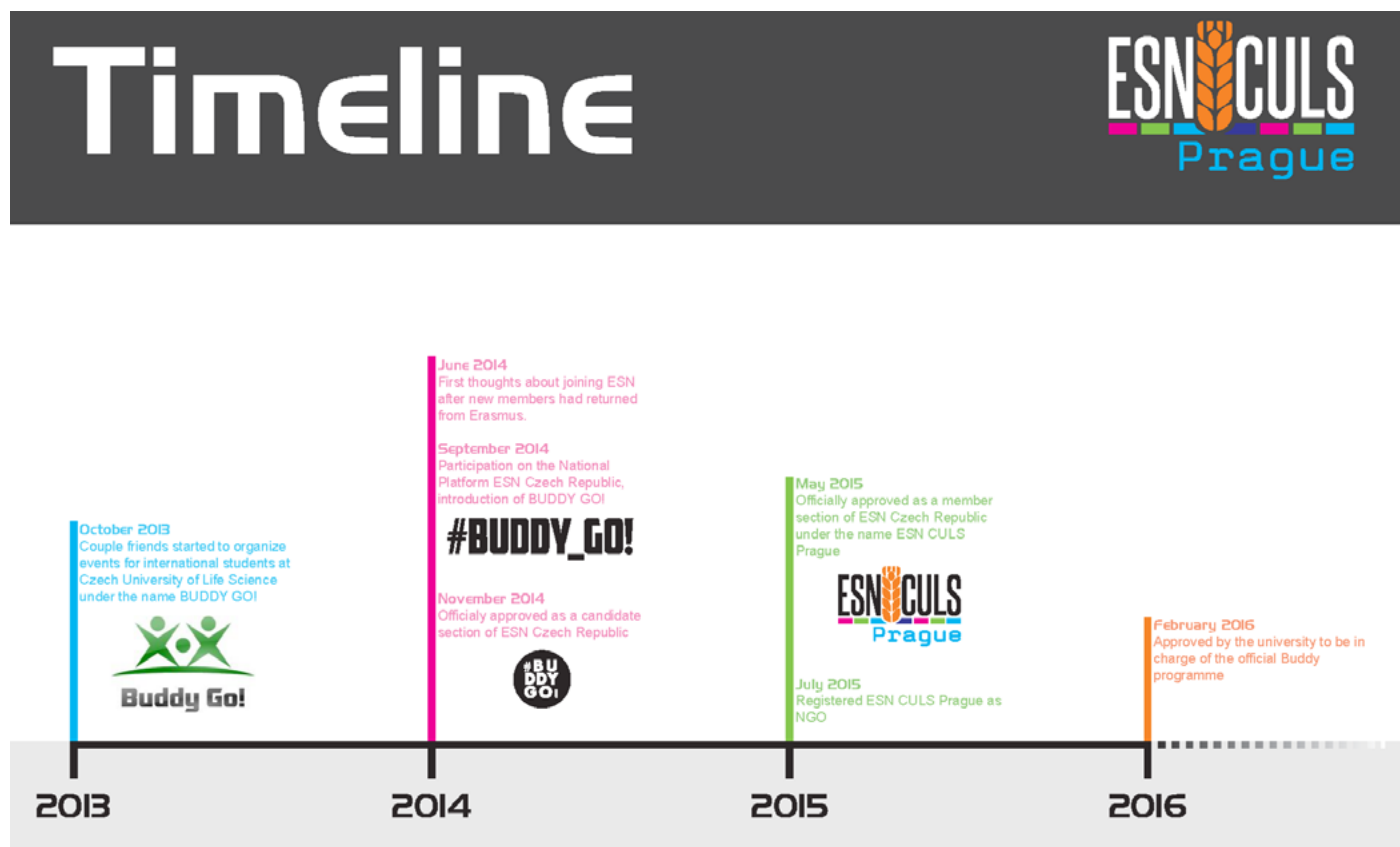 Timeline
ESN CULS
Prague
October 2013
Couple friends started to organize
events for international students at
Czech University of Life Science
under the name BUDDY GO!
Buddy Go!
June 2014
First thoughts about joining ESN
after new members had returned
from Erasmus.
September 2014
Participation on the National
Platform ESN Czech Republic,
introduction of BUDDY GO!
#BUDDY_GO!
November 2014
Officialy approved as a candidate
section of ESN Czech Republic
#BU
DDY
GO!
May 2015
Officially approved as a member
section of ESN Czech Republic
under the name ESN CULS
Prague
ESN CULS
Prague
July 2015
Registered ESN CULS Prague as
NGO
February 2016
Approved by the university to be in
charge of the official Buddy
programme
2013
2014
2015
2016